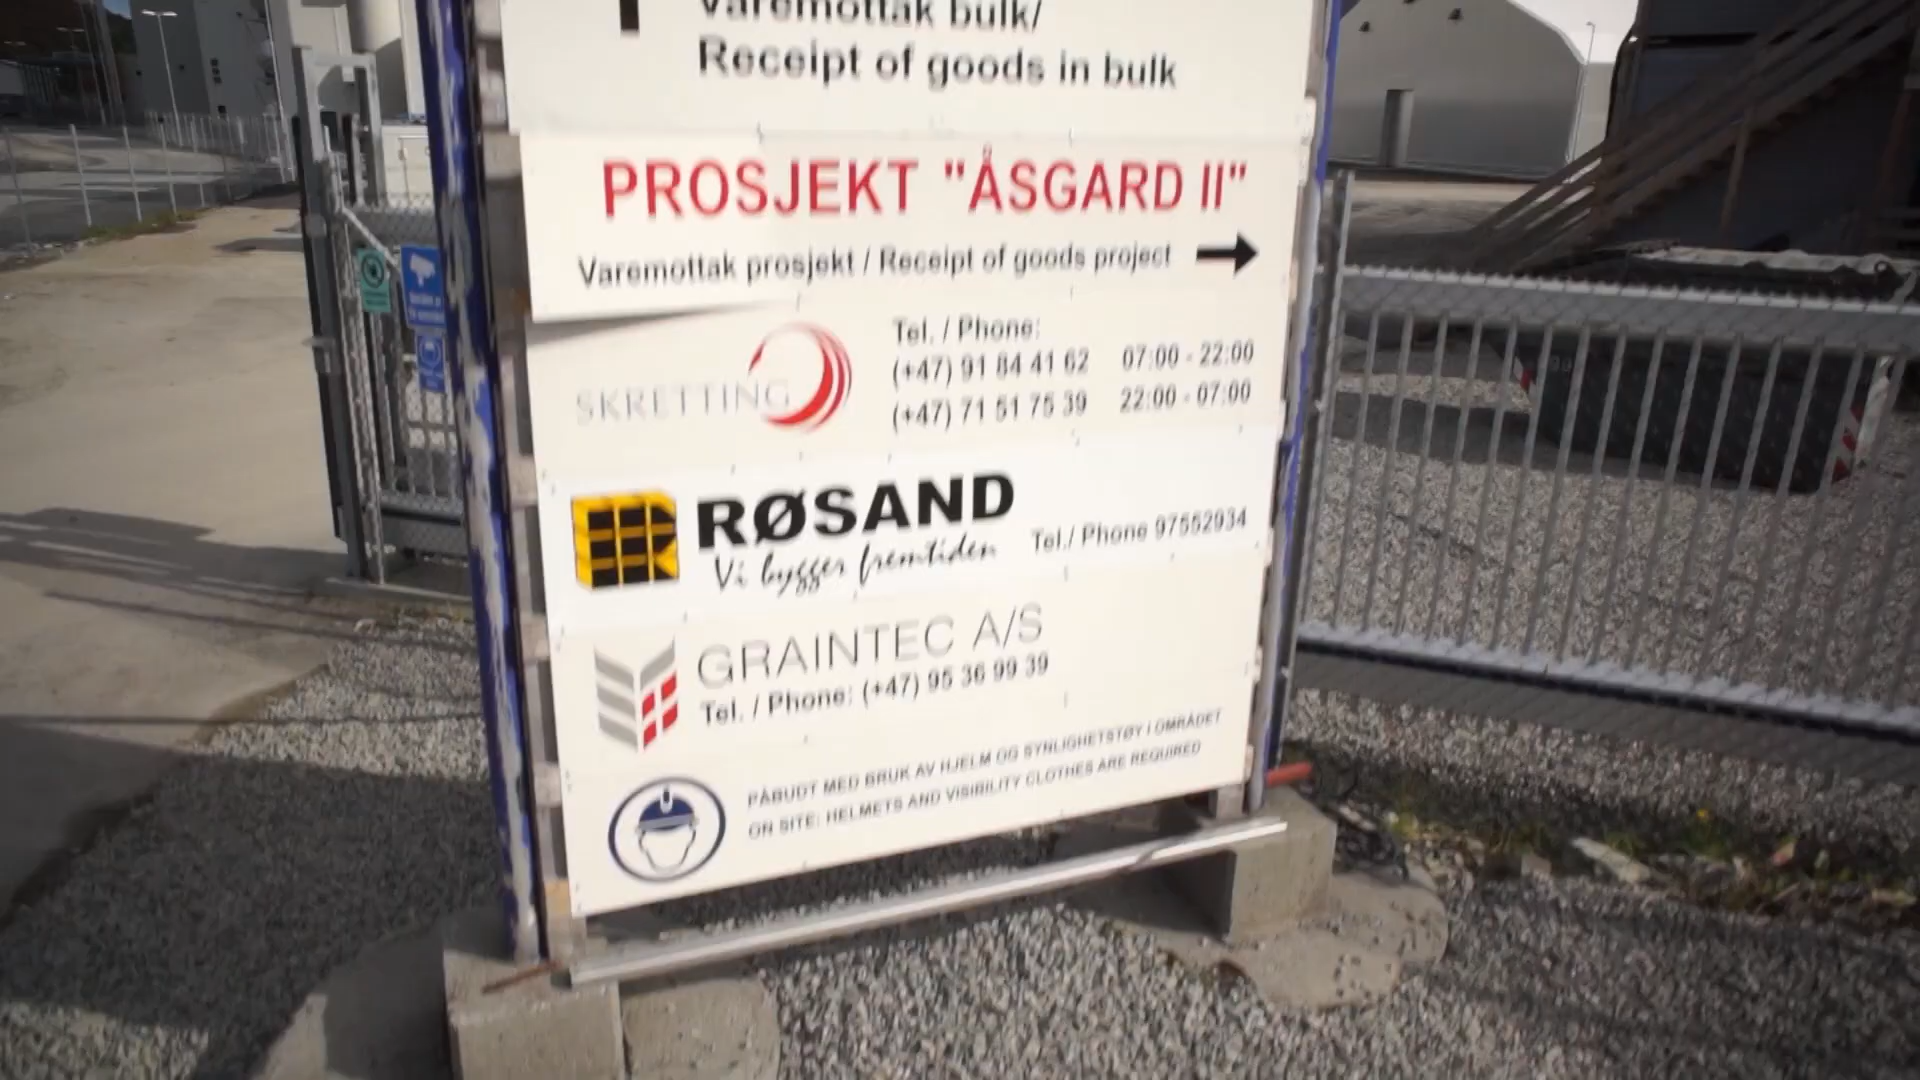 Varemottak bulk/
Receipt of goods in bulk
PROSJEKT "ÅSGARD II"
Varemottak prosjekt / Receipt of goods project
SKRETTING
Tel. / Phone:
(+47) 91 84 41 62 07:00 - 22:00
(+47) 71 51 75 39 22:00 - 07:00
RØSAND
Vi bygger fremtiden
Tel./ Phone 97552934
GRAINTEC A/S
Tel. / Phone: (+47) 95 36 99 39
PÅBUDT MED BRUK AV HJELM OG SYNLIGHETSTØY I OMRÅDET
ON SITE: HELMETS AND VISIBILITY CLOTHES ARE REQUIRED